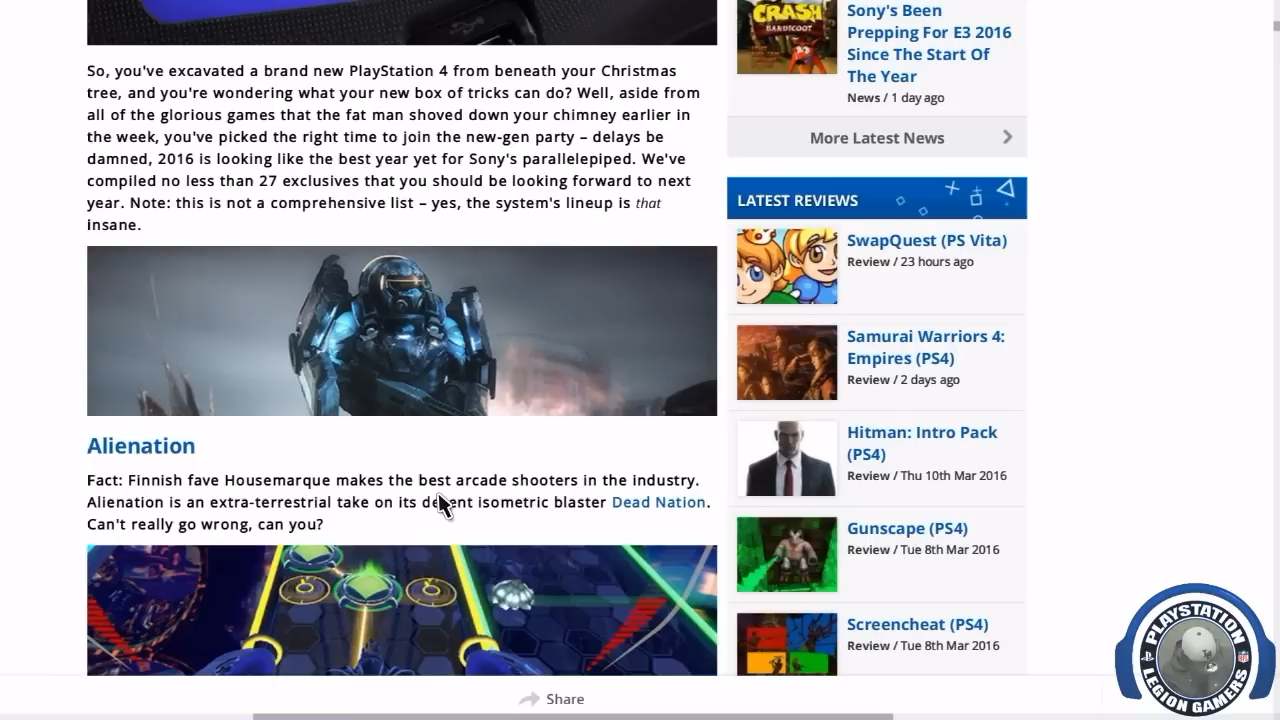 So, you've excavated a brand new PlayStation 4 from beneath your Christmas
tree, and you're wondering what your new box of tricks can do? Well, aside from
all of the glorious games that the fat man shoved down your chimney earlier in
the week, you've picked the right time to join the new-gen party – delays be
damned, 2016 is looking like the best year yet for Sony's parallelepiped. We've
compiled no less than 27 exclusives that you should be looking forward to next
year. Note: this is not a comprehensive list – yes, the system's lineup is that
insane.
Alienation
Fact: Finnish fave Housemarque makes the best arcade shooters in the industry.
Alienation is an extra-terrestrial take on its decent isometric blaster Dead Nation.
Can't really go wrong, can you?
CRASH
BANDICOOT
Sony's Been
Prepping For E3 2016
Since The Start Of
The Year
News / 1 day ago
More Latest News
LATEST REVIEWS
SwapQuest (PS Vita)
Review / 23 hours ago
Samurai Warriors 4:
Empires (PS4)
Review / 2 days ago
Hitman: Intro Pack
(PS4)
Review / Thu 10th Mar 2016
Gunscape (PS4)
Review / Tue 8th Mar 2016
Screencheat (PS4)
Review / Tue 8th Mar 2016
Share
PLAYSTATION
LEGION GAMERS